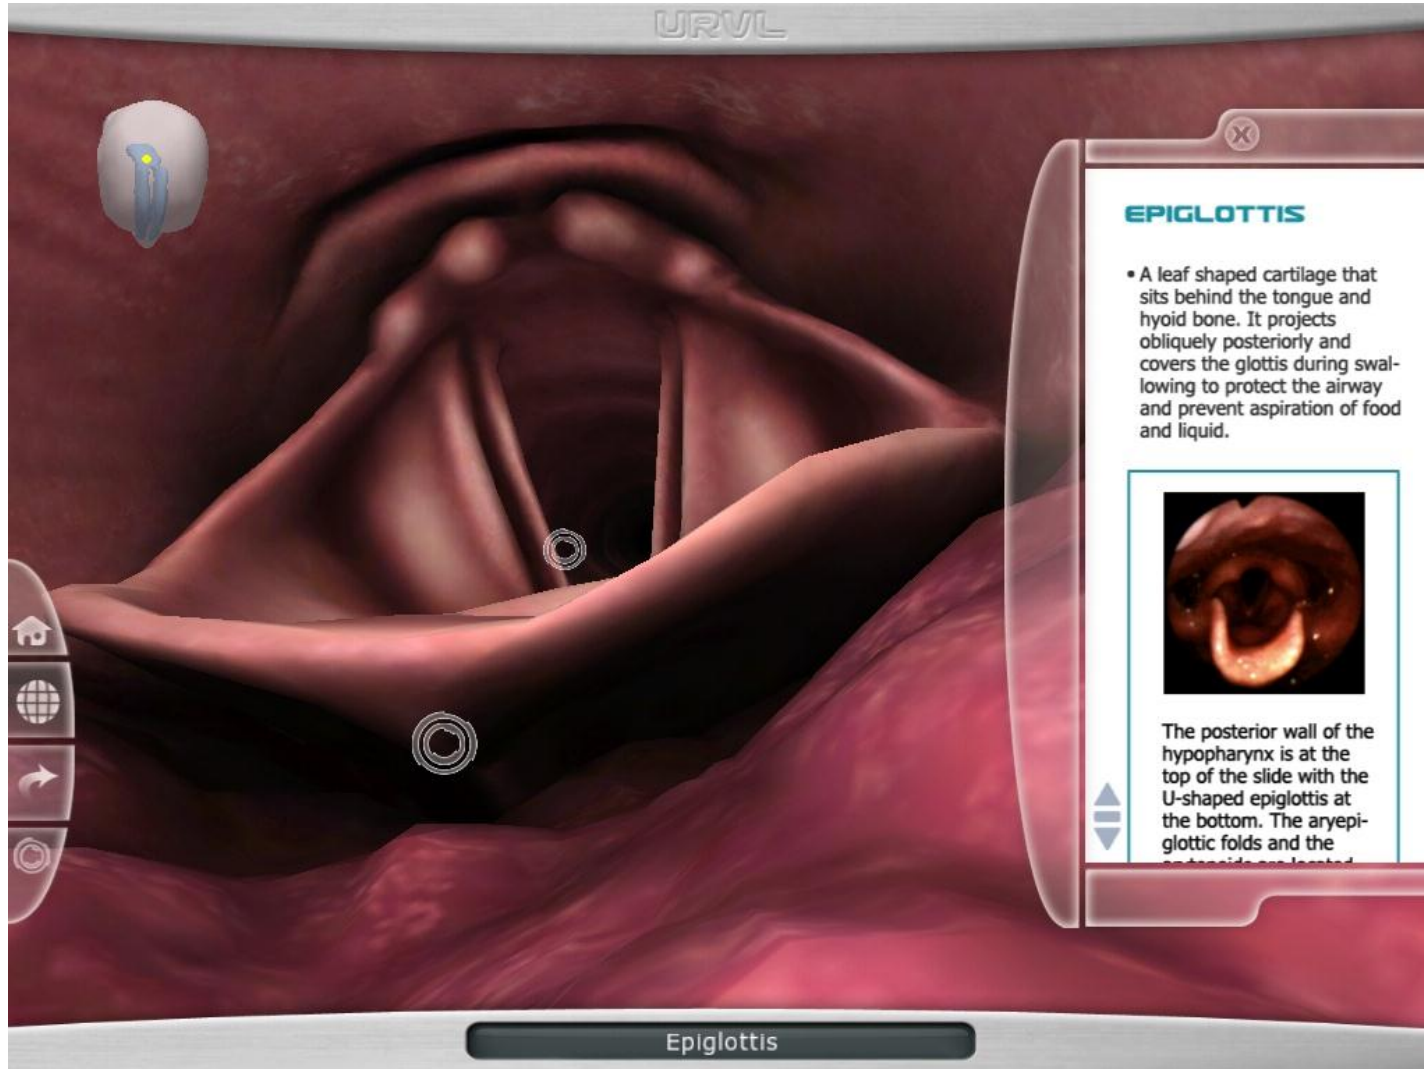 URVL
EPIGLOTTIS
• A leaf shaped cartilage that
sits behind the tongue and
hyoid bone. It projects
obliquely posteriorly and
covers the glottis during swal-
lowing to protect the airway
and prevent aspiration of food
and liquid.
The posterior wall of the
hypopharynx is at the
top of the slide with the
U-shaped epiglottis at
the bottom. The aryepi-
glottic folds and the
Epiglottis